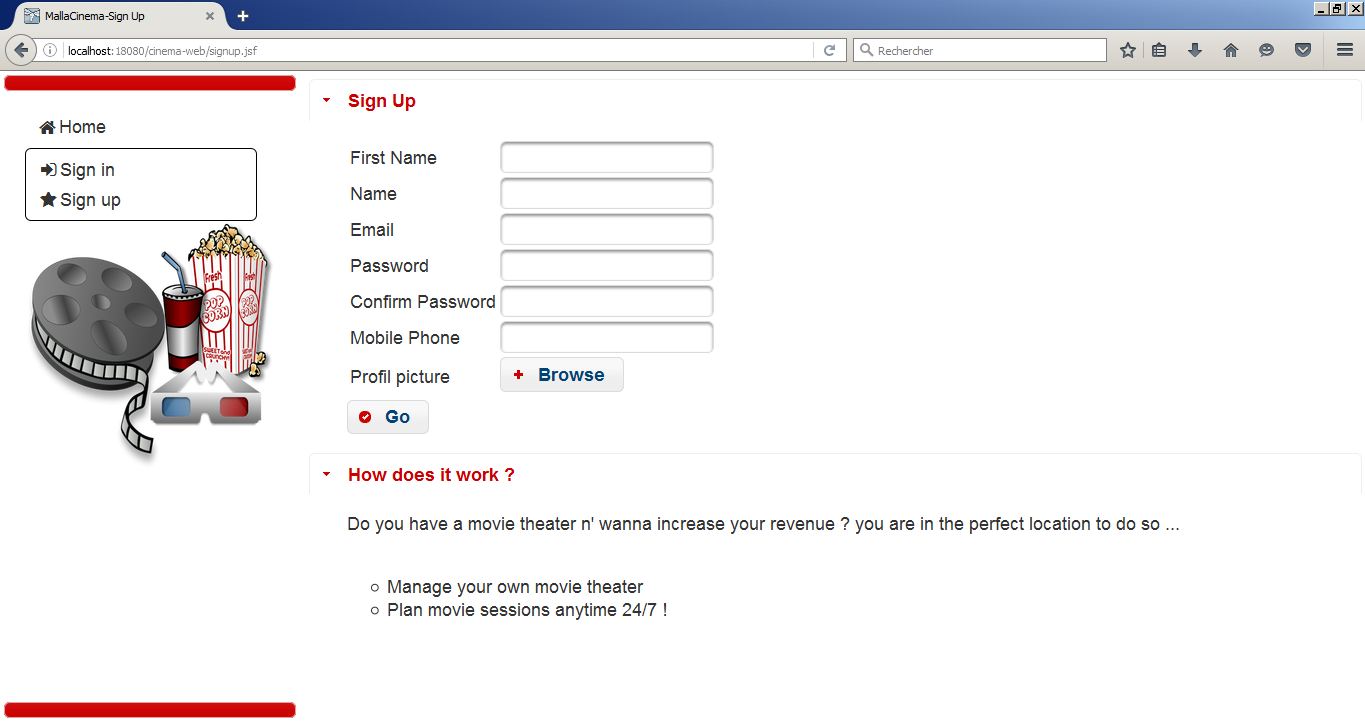 MallaCinema-Sign Up
localhost:18080/cinema-web/signup.jsf
Rechercher
Home
Sign in
Sign up
Fresh
Fresh
POP CORN
POP CORN
SWEET and CRUNCHY!
Sign Up
First Name
Name
Email
Password
Confirm Password
Mobile Phone
Profil picture
Browse
Go
How does it work ?
Do you have a movie theater n' wanna increase your revenue ? you are in the perfect location to do so ...
Manage your own movie theater
Plan movie sessions anytime 24/7 !